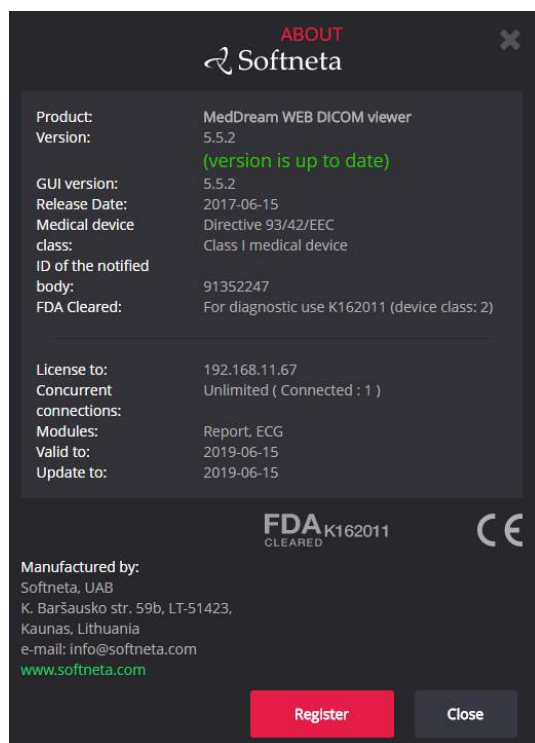 ABOUT
Softneta
Product: MedDream WEB DICOM viewer
Version: 5.5.2
(version is up to date)
GUI version: 5.5.2
Release Date: 2017-06-15
Medical device Directive 93/42/EEC
class: Class I medical device
ID of the notified
body: 91352247
FDA Cleared: For diagnostic use K162011 (device class: 2)
License to: 192.168.11.67
Concurrent Unlimited ( Connected : 1 )
connections:
Modules: Report, ECG
Valid to: 2019-06-15
Update to: 2019-06-15
FDA K162011
CLEARED
CE
Manufactured by:
Softneta, UAB
K. Baršausko str. 59b, LT-51423,
Kaunas, Lithuania
e-mail: info@softneta.com
www.softneta.com
Register Close